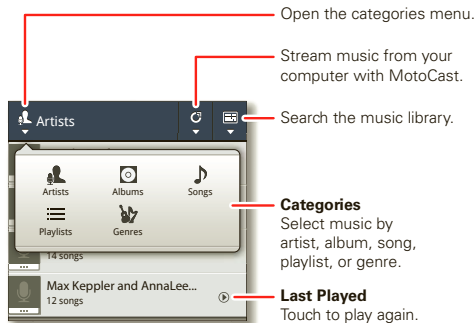 Open the categories menu.
Stream music from your
computer with MotoCast.
Search the music library.
Artists
Artists
Albums
Songs
Playlists
Genres
14 songs
Max Keppler and AnnaLee...
12 songs
Categories
Select music by
artist, album, song,
playlist, or genre.
Last Played
Touch to play again.